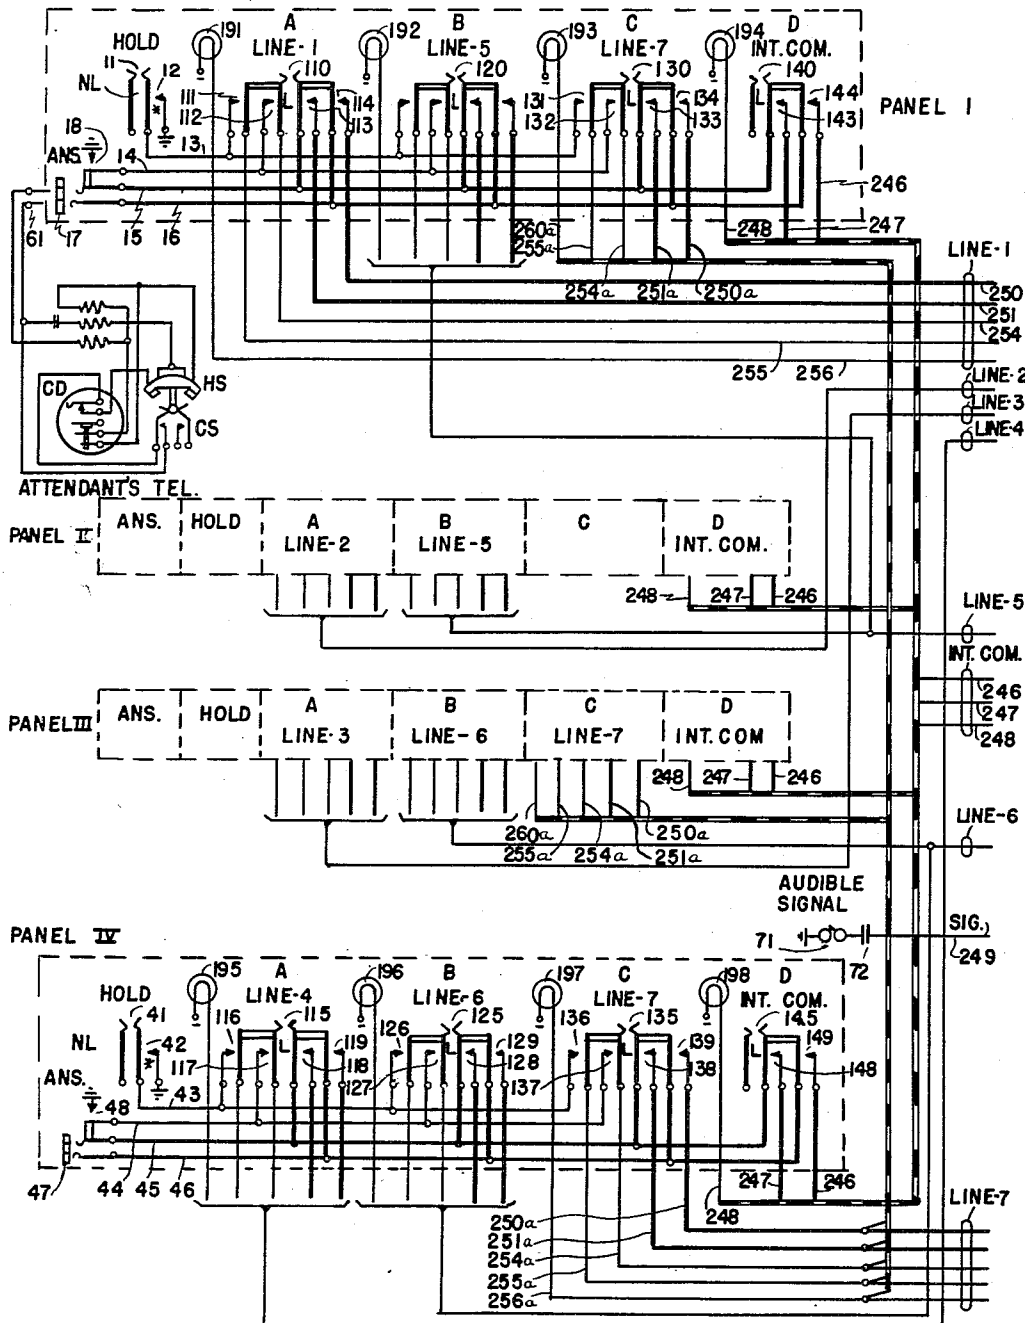 A B C D
191 192 193 194
HOLD LINE-1 LINE-5 LINE-7 INT.COM.
11 12 110 120 130 140
NL
111 112 L 114 113 L 131 132 L 134 133 L 144 143
PANEL I
18 13
ANS. 14
246
61 17 15 16 260a 255a 248 247
LINE-1
254a 251a 250a
250
251
254
255 256
LINE-2
LINE-3
LINE-4
CD HS
CS
ATTENDANT'S TEL.
PANEL II ANS. HOLD A LINE-2 B LINE-5 C D INT. COM.
248 247 246
LINE-5
INT. COM.
246
247
248
PANEL III ANS. HOLD A LINE-3 B LINE-6 C LINE-7 D INT. COM
248 247 246
260a 255a 254a 251a 250a
LINE-6
AUDIBLE
SIGNAL
71 72
SIG.
249
PANEL IV
195 A 196 B 197 C 198 D
HOLD LINE-4 LINE-6 LINE-7 INT. COM.
41 115 125 135 145
NL 42 116 117 L 119 118 126 127 L 129 128 136 137 L 139 138 L 149 148
ANS. 48 43
47 44 45 46 247 246
248
LINE-7
250a
251a
254a
255a
256a